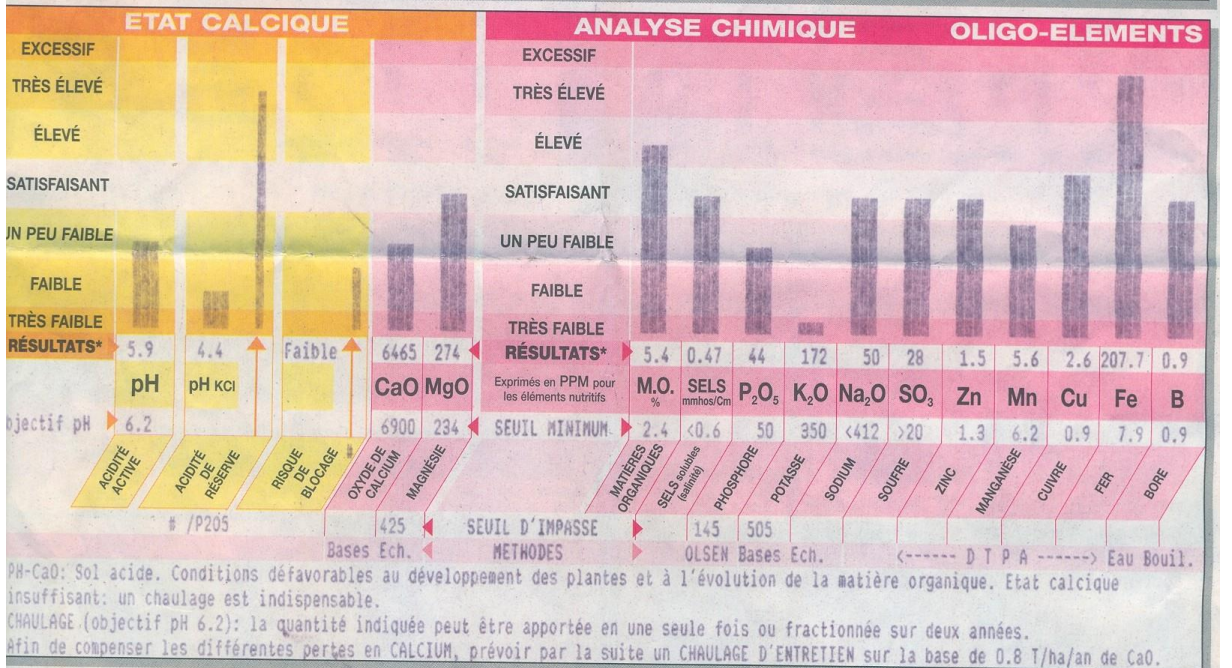 ETAT CALCIQUE
ANALYSE CHIMIQUE OLIGO-ELEMENTS
EXCESSIF
TRÈS ÉLEVÉ
ÉLEVÉ
SATISFAISANT
UN PEU FAIBLE
FAIBLE
TRÈS FAIBLE
EXCESSIF
TRÈS ÉLEVÉ
ÉLEVÉ
SATISFAISANT
UN PEU FAIBLE
FAIBLE
TRÈS FAIBLE
RÉSULTATS* 5.9 4.4 Faible 6465 274 RÉSULTATS* 5.4 0.47 44 172 50 28 1.5 5.6 2.6 207.7 0.9
pH pH KCl CaO MgO Exprimés en PPM pour les éléments nutritifs M.O. % SELS mmhos/Cm P2O5 K2O Na2O SO3 Zn Mn Cu Fe B
bjectif pH 6.2 6900 234 SEUIL MINIMUM 2.4 <0.6 50 350 <412 >20 1.3 6.2 0.9 7.9 0.9
ACIDITÉ ACTIVE ACIDITÉ DE RÉSERVE RISQUE DE BLOCAGE # OXYDE DE CALCIUM MAGNÉSIE MATIÈRES ORGANIQUES SELS solubles (salinité) PHOSPHORE POTASSE SODIUM SOUFRE ZINC MANGANÈSE CUIVRE FER BORE
# /P2O5 425 SEUIL D'IMPASSE 145 505
Bases Ech. METHODES OLSEN Bases Ech. <------ D T P A ------> Eau Bouil.
PH-CaO: Sol acide. Conditions défavorables au développement des plantes et à l'évolution de la matière organique. Etat calcique
insuffisant: un chaulage est indispensable.
CHAULAGE (objectif pH 6.2): la quantité indiquée peut être apportée en une seule fois ou fractionnée sur deux années.
Afin de compenser les différentes pertes en CALCIUM, prévoir par la suite un CHAULAGE D'ENTRETIEN sur la base de 0.8 T/ha/an de CaO.